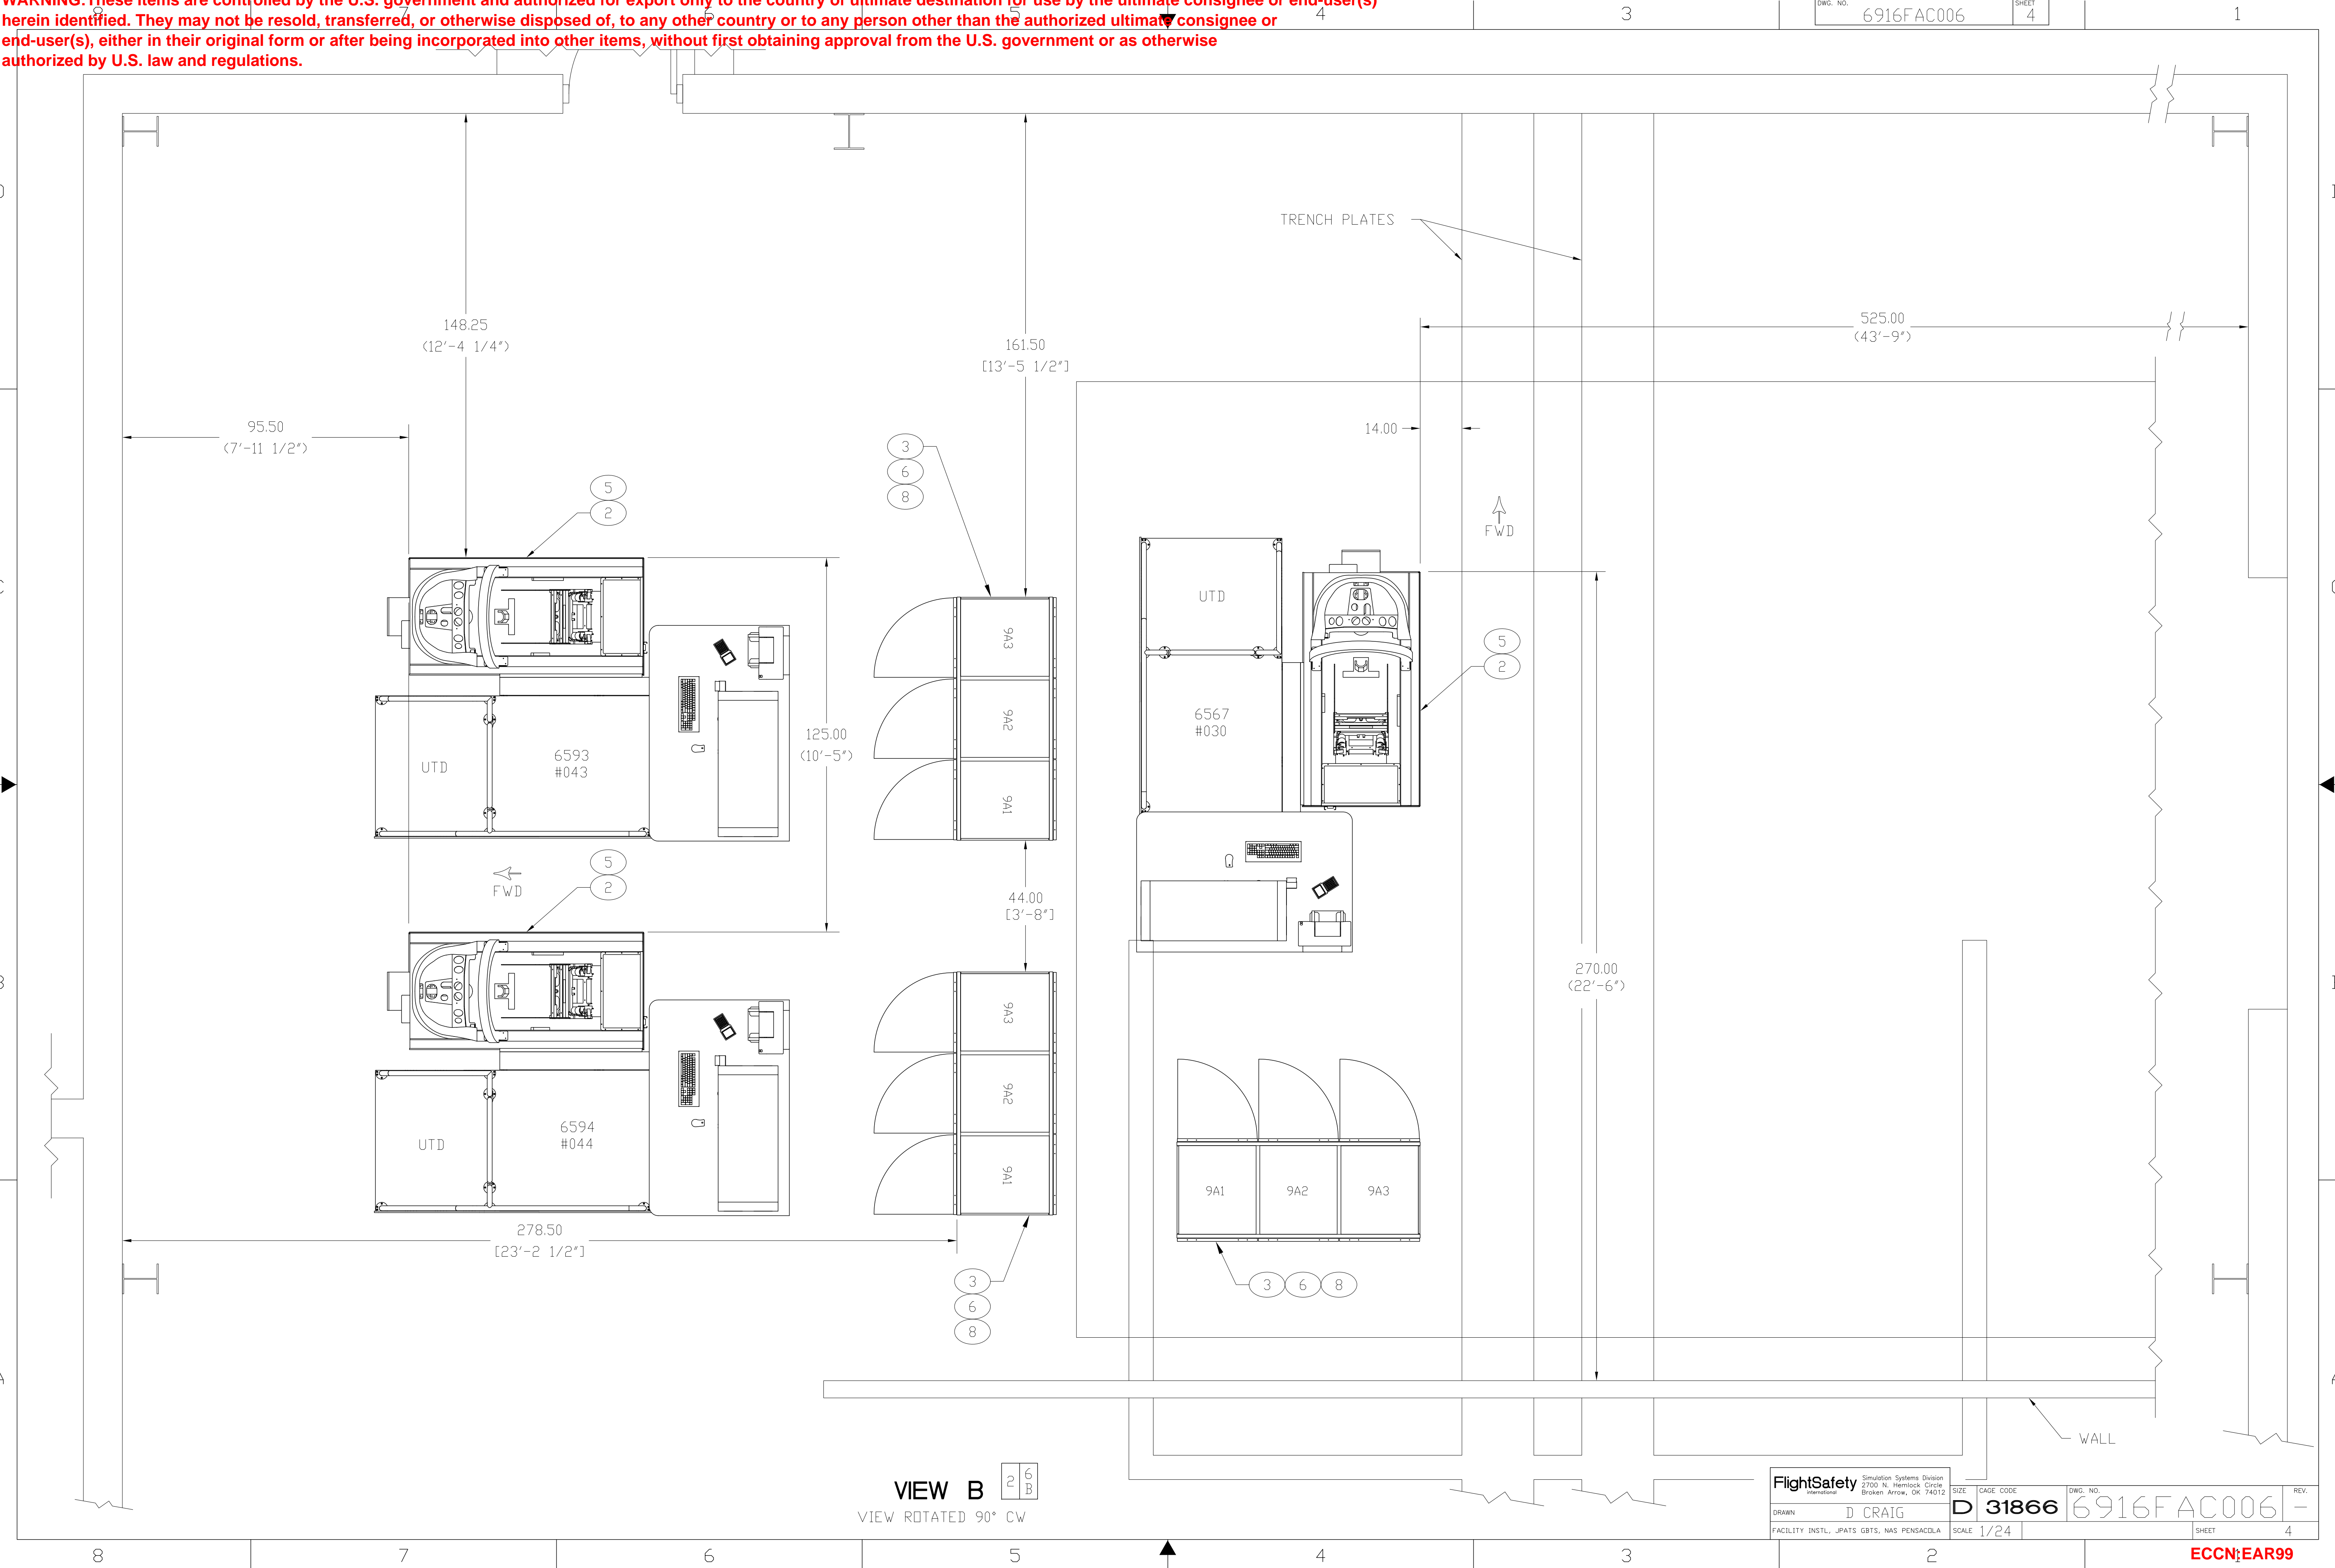 WARNING:These items are controlled by the U.S. government and authorized for export only to the country of ultimate destination for use by the ultimate consignee or end-user(s)
herein identified. They may not be resold, transferred, or otherwise disposed of, to any other country or to any person other than the authorized ultimate consignee or
end-user(s), either in their original form or after being incorporated into other items, without first obtaining approval from the U.S. government or as otherwise
authorized by U.S. law and regulations.
8 7 6 5 4 3 1
DWG. NO.
6916FAC006
SHEET
4
TRENCH PLATES
148.25
(12'-4 1/4")
161.50
[13'-5 1/2"]
525.00
(43'-9")
95.50
(7'-11 1/2")
14.00
3
6
8
5
2
FWD
UTD
9A3
9A2
9A1
5
2
6567
#030
125.00
(10'-5")
6593
#043
UTD
5
2
FWD
44.00
[3'-8"]
270.00
(22'-6")
9A3
9A2
9A1
6594
#044
UTD
9A1 9A2 9A3
278.50
[23'-2 1/2"]
3
6
8
3 6 8
WALL
VIEW B
2 6
B
VIEW ROTATED 90° CW
FlightSafety
international
Simulation Systems Division
2700 N. Hemlock Circle
Broken Arrow, OK 74012
DRAWN D CRAIG
FACILITY INSTL, JPATS GBTS, NAS PENSACOLA
SIZE
D
CAGE CODE
31866
DWG. NO.
6916FAC006
REV.
-
SCALE 1/24
SHEET 4
8 7 6 5 4 3 2 1
ECCN:EAR99